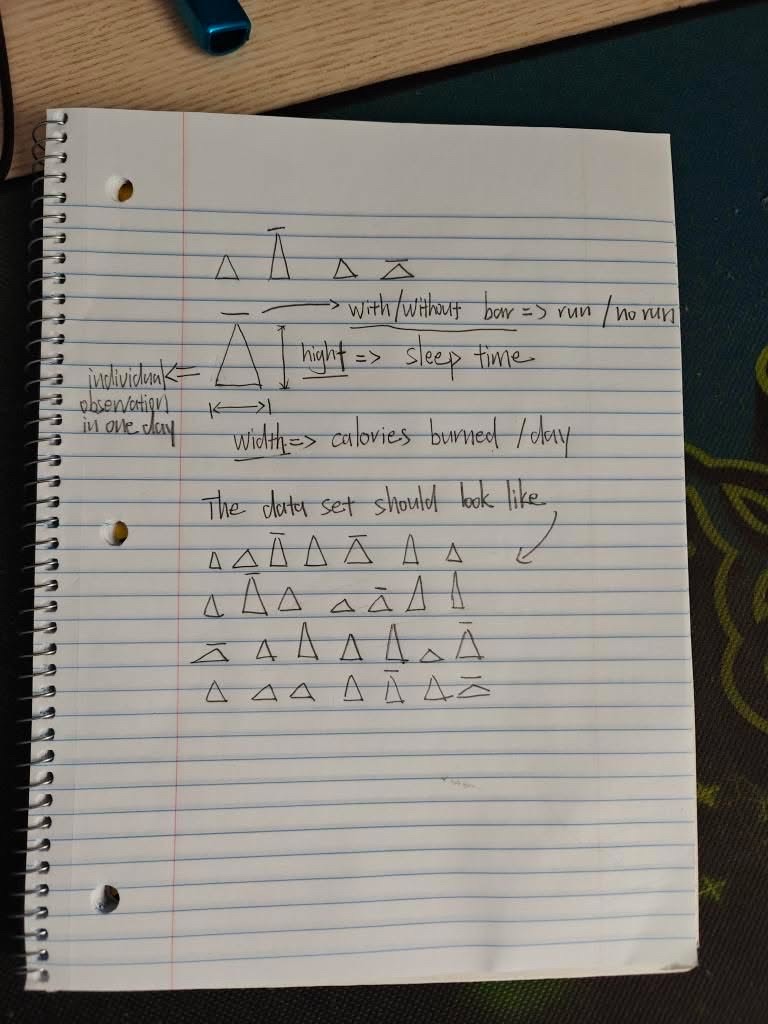 with/without bar => run / no run
hight => sleep time
individual
observation
in one day
width => calories burned / day
The data set should look like